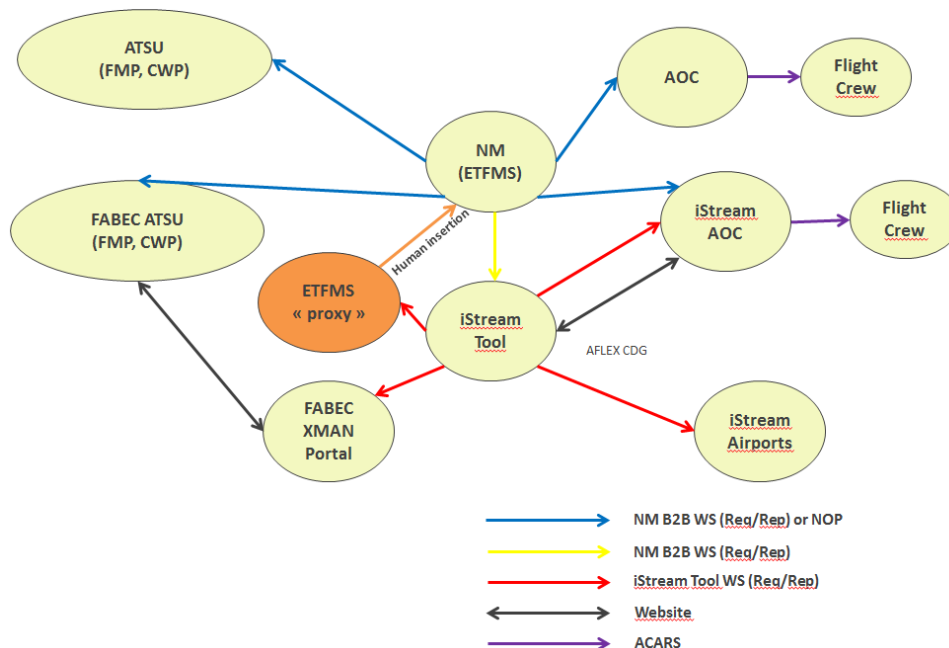 ATSU
(FMP, CWP)
AOC
Flight
Crew
NM
(ETFMS)
FABEC ATSU
(FMP, CWP)
iStream
AOC
Flight
Crew
Human insertion
ETFMS
« proxy »
iStream
Tool
AFLEX CDG
FABEC
XMAN
Portal
iStream
Airports
NM B2B WS (Req/Rep) or NOP
NM B2B WS (Req/Rep)
iStream Tool WS (Req/Rep)
Website
ACARS